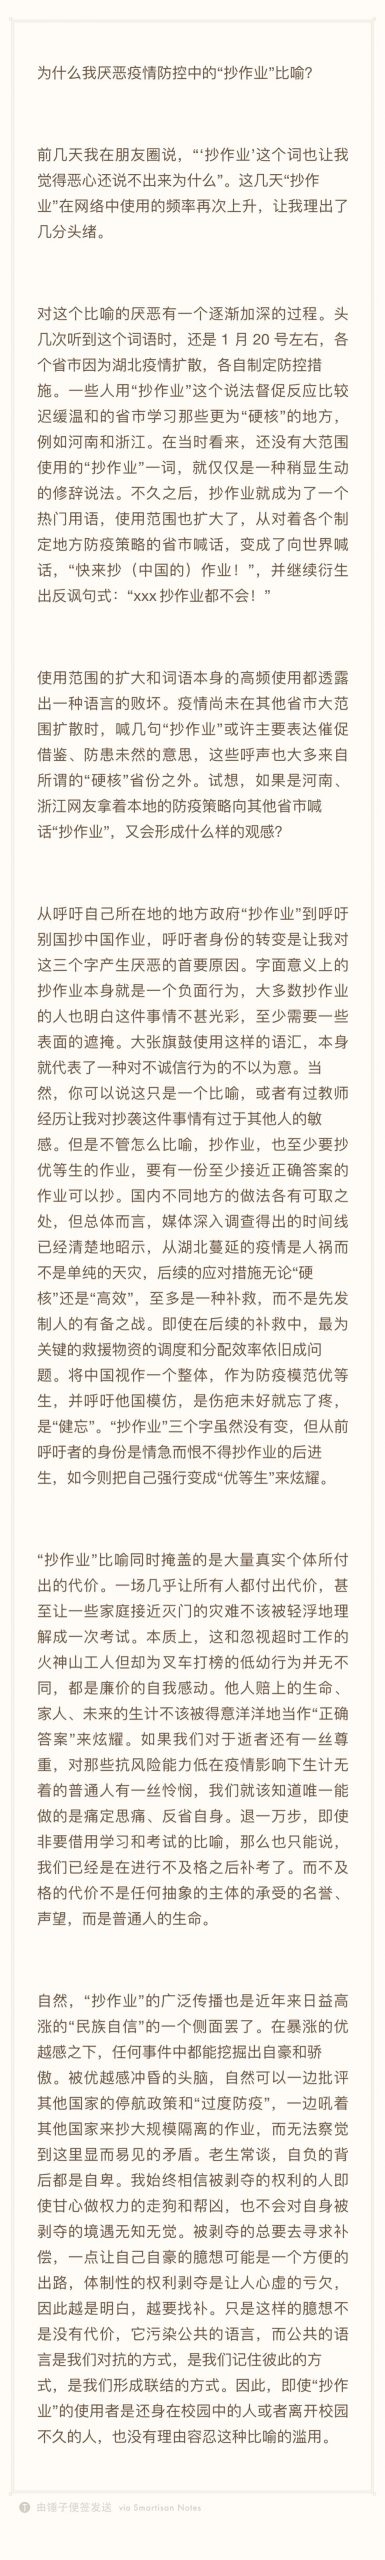 为什么我厌恶疫情防控中的“抄作业”比喻？
前几天我在朋友圈说，“‘抄作业’这个词也让我
觉得恶心还说不出来为什么”。这几天“抄作
业”在网络中使用的频率再次上升，让我理出了
几分头绪。
对这个比喻的厌恶有一个逐渐加深的过程。头
几次听到这个词语时，还是 1 月 20 号左右，各
个省市因为湖北疫情扩散，各自制定防控措
施。一些人用“抄作业”这个说法督促反应比较
迟缓温和的省市学习那些更为“硬核”的地方，
例如河南和浙江。在当时看来，还没有大范围
使用的“抄作业”一词，就仅仅是一种稍显生动
的修辞说法。不久之后，抄作业就成为了一个
热门用语，使用范围也扩大了，从对着各个制
定地方防疫策略的省市喊话，变成了向世界喊
话，“快来抄（中国的）作业！”，并继续衍生
出反讽句式：“xxx 抄作业都不会！”
使用范围的扩大和词语本身的高频使用都透露
出一种语言的败坏。疫情尚未在其他省市大范
围扩散时，喊几句“抄作业”或许主要表达催促
借鉴、防患未然的意思，这些呼声也大多来自
所谓的“硬核”省份之外。试想，如果是河南、
浙江网友拿着本地的防疫策略向其他省市喊
话“抄作业”，又会形成什么样的观感？
从呼吁自己所在地的地方政府“抄作业”到呼吁
别国抄中国作业，呼吁者身份的转变是让我对
这三个字产生厌恶的首要原因。字面意义上的
抄作业本身就是一个负面行为，大多数抄作业
的人也明白这件事情不甚光彩，至少需要一些
表面的遮掩。大张旗鼓使用这样的语汇，本身
就代表了一种对不诚信行为的不以为意。当
然，你可以说这只是一个比喻，或者有过教师
经历让我对抄袭这件事情有过于其他人的敏
感。但是不管怎么比喻，抄作业，也至少要抄
优等生的作业，要有一份至少接近正确答案的
作业可以抄。国内不同地方的做法各有可取之
处，但总体而言，媒体深入调查得出的时间线
已经清楚地昭示，从湖北蔓延的疫情是人祸而
不是单纯的天灾，后续的应对措施无论“硬
核”还是“高效”，至多是一种补救，而不是先发
制人的有备之战。即使在后续的补救中，最为
关键的救援物资的调度和分配效率依旧成问
题。将中国视作一个整体，作为防疫模范优等
生，并呼吁他国模仿，是伤疤未好就忘了疼，
是“健忘”。“抄作业”三个字虽然没有变，但从前
呼吁者的身份是情急而恨不得抄作业的后进
生，如今则把自己强行变成“优等生”来炫耀。
“抄作业”比喻同时掩盖的是大量真实个体所付
出的代价。一场几乎让所有人都付出代价，甚
至让一些家庭接近灭门的灾难不该被轻浮地理
解成一次考试。本质上，这和忽视超时工作的
火神山工人但却为叉车打榜的低幼行为并无不
同，都是廉价的自我感动。他人赔上的生命、
家人、未来的生计不该被得意洋洋地当作“正确
答案”来炫耀。如果我们对于逝者还有一丝尊
重，对那些抗风险能力低在疫情影响下生计无
着的普通人有一丝怜悯，我们就该知道唯一能
做的是痛定思痛、反省自身。退一万步，即使
非要借用学习和考试的比喻，那么也只能说，
我们已经是在进行不及格之后补考了。而不及
格的代价不是任何抽象的主体的承受的名誉、
声望，而是普通人的生命。
自然，“抄作业”的广泛传播也是近年来日益高
涨的“民族自信”的一个侧面罢了。在暴涨的优
越感之下，任何事件中都能挖掘出自豪和骄
傲。被优越感冲昏的头脑，自然可以一边批评
其他国家的停航政策和“过度防疫”，一边吼着
其他国家来抄大规模隔离的作业，而无法察觉
到这里显而易见的矛盾。老生常谈，自负的背
后都是自卑。我始终相信被剥夺的权利的人即
使甘心做权力的走狗和帮凶，也不会对自身被
剥夺的境遇无知无觉。被剥夺的总要去寻求补
偿，一点让自己自豪的臆想可能是一个方便的
出路，体制性的权利剥夺是让人心虚的亏欠，
因此越是明白，越要找补。只是这样的臆想不
是没有代价，它污染公共的语言，而公共的语
言是我们对抗的方式，是我们记住彼此的方
式，是我们形成联结的方式。因此，即使“抄作
业”的使用者是还身在校园中的人或者离开校园
不久的人，也没有理由容忍这种比喻的滥用。
由锤子便签发送 via Smartisan Notes